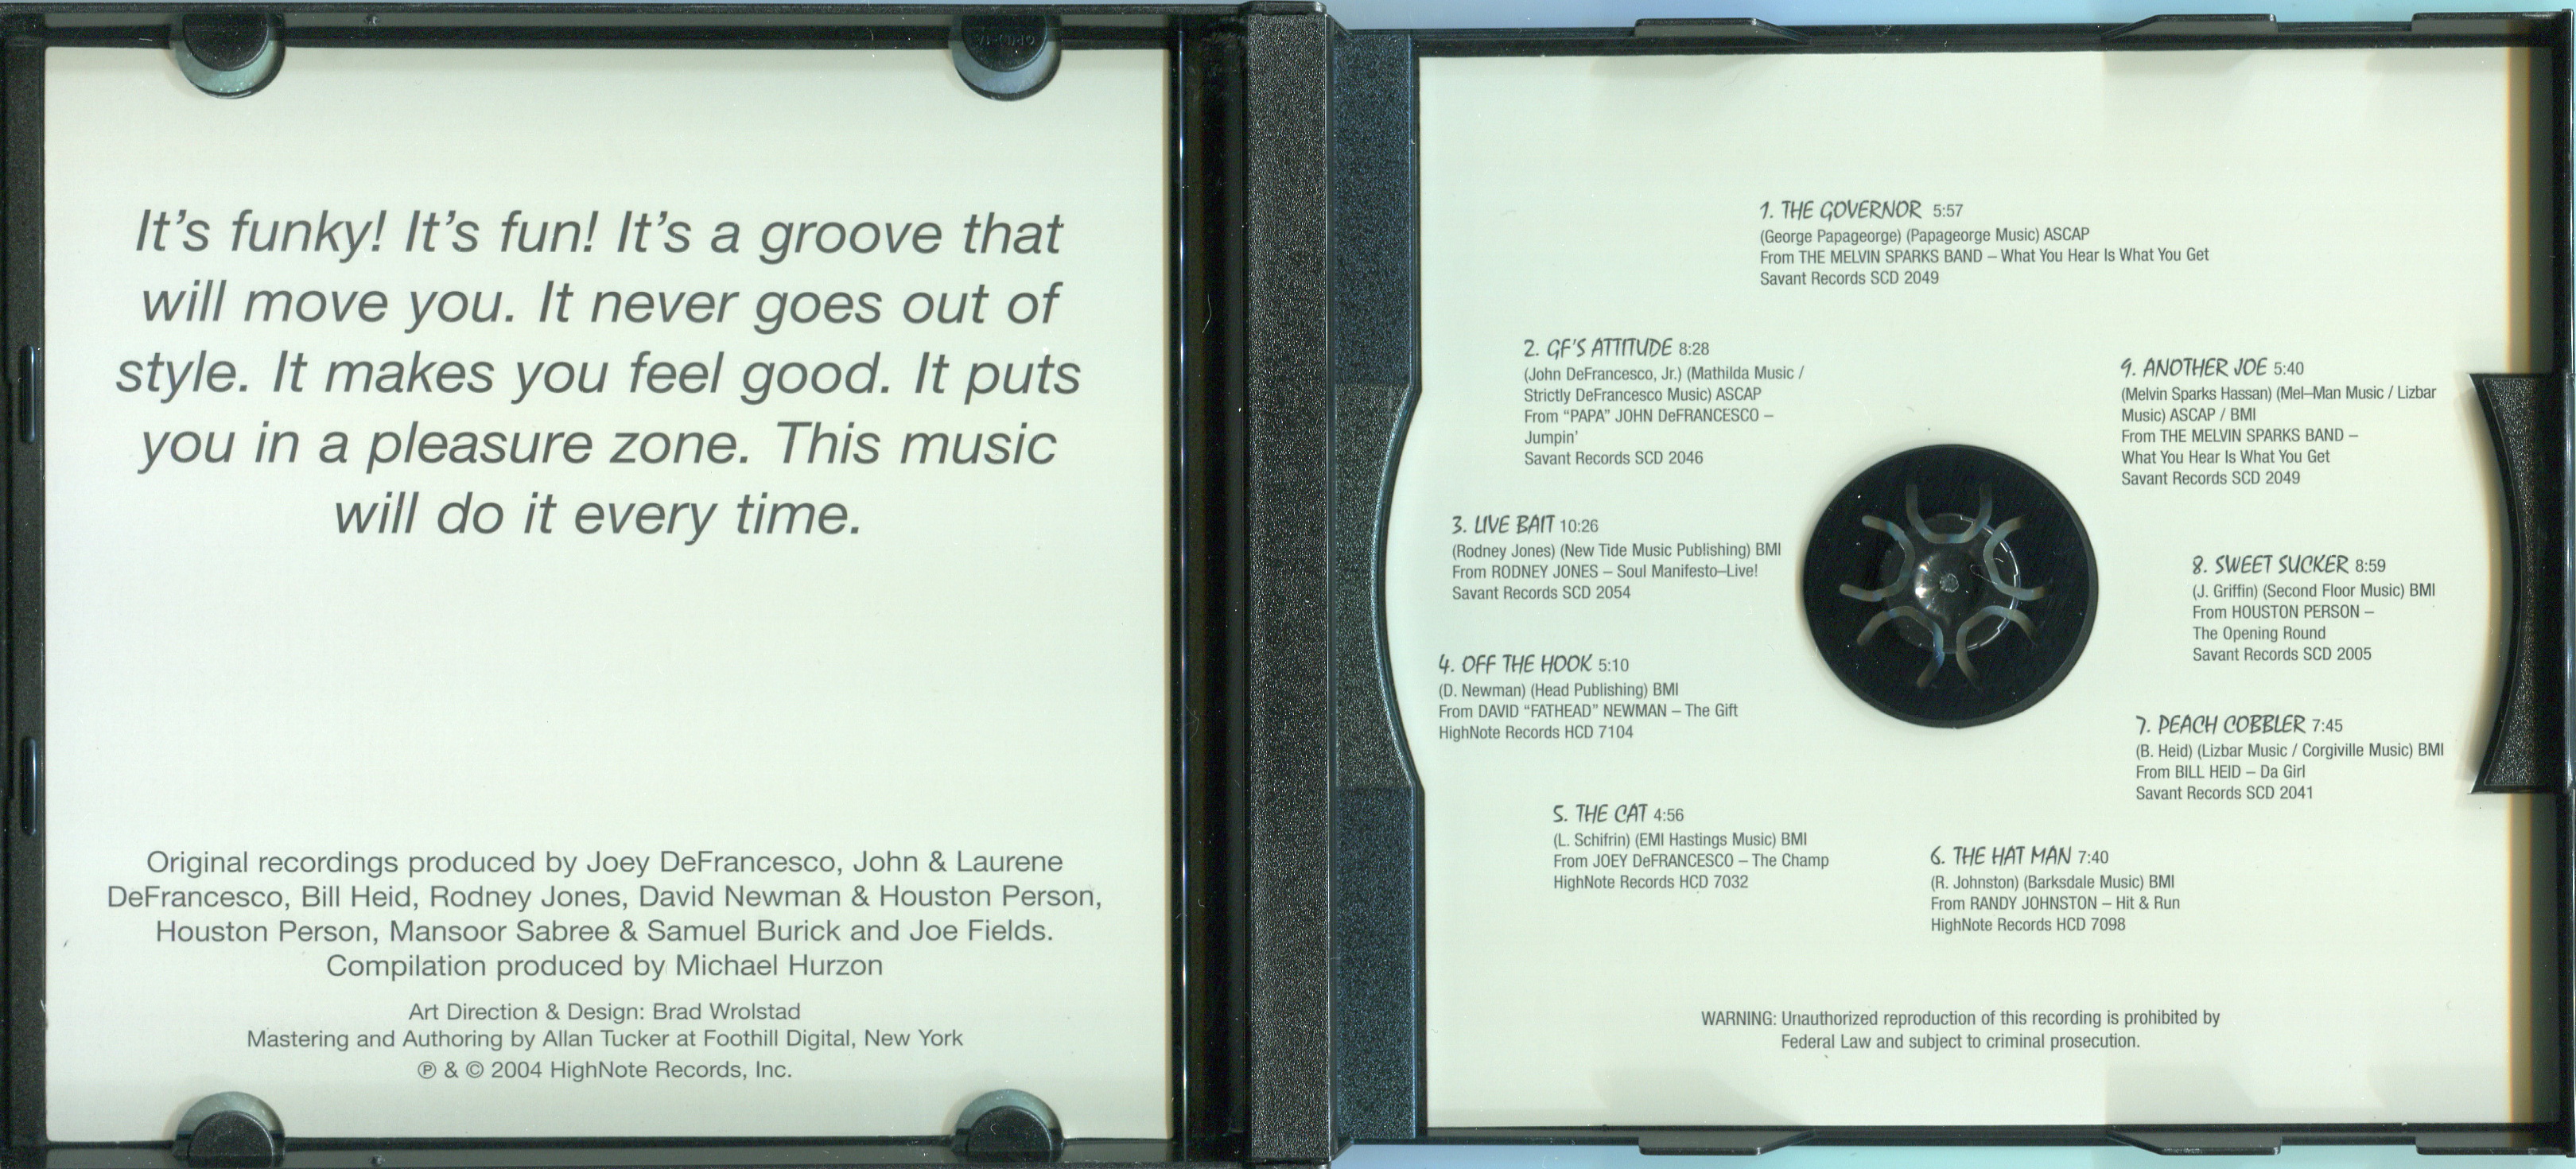 It's funky! It's fun! It's a groove that
will move you. It never goes out of
style. It makes you feel good. It puts
you in a pleasure zone. This music
will do it every time.
Original recordings produced by Joey DeFrancesco, John & Laurene
DeFrancesco, Bill Heid, Rodney Jones, David Newman & Houston Person,
Houston Person, Mansoor Sabree & Samuel Burick and Joe Fields.
Compilation produced by Michael Hurzon
Art Direction & Design: Brad Wrolstad
Mastering and Authoring by Allan Tucker at Foothill Digital, New York
℗ & © 2004 HighNote Records, Inc.
1. THE GOVERNOR 5:57
(George Papageorge) (Papageorge Music) ASCAP
From THE MELVIN SPARKS BAND – What You Hear Is What You Get
Savant Records SCD 2049
2. GF'S ATTITUDE 8:28
(John DeFrancesco, Jr.) (Mathilda Music /
Strictly DeFrancesco Music) ASCAP
From “PAPA” JOHN DeFRANCESCO –
Jumpin'
Savant Records SCD 2046
3. LIVE BAIT 10:26
(Rodney Jones) (New Tide Music Publishing) BMI
From RODNEY JONES – Soul Manifesto–Live!
Savant Records SCD 2054
4. OFF THE HOOK 5:10
(D. Newman) (Head Publishing) BMI
From DAVID “FATHEAD” NEWMAN – The Gift
HighNote Records HCD 7104
5. THE CAT 4:56
(L. Schifrin) (EMI Hastings Music) BMI
From JOEY DeFRANCESCO – The Champ
HighNote Records HCD 7032
6. THE HAT MAN 7:40
(R. Johnston) (Barksdale Music) BMI
From RANDY JOHNSTON – Hit & Run
HighNote Records HCD 7098
7. PEACH COBBLER 7:45
(B. Heid) (Lizbar Music / Corgiville Music) BMI
From BILL HEID – Da Girl
Savant Records SCD 2041
8. SWEET SUCKER 8:59
(J. Griffin) (Second Floor Music) BMI
From HOUSTON PERSON –
The Opening Round
Savant Records SCD 2005
9. ANOTHER JOE 5:40
(Melvin Sparks Hassan) (Mel–Man Music / Lizbar
Music) ASCAP / BMI
From THE MELVIN SPARKS BAND –
What You Hear Is What You Get
Savant Records SCD 2049
WARNING: Unauthorized reproduction of this recording is prohibited by
Federal Law and subject to criminal prosecution.